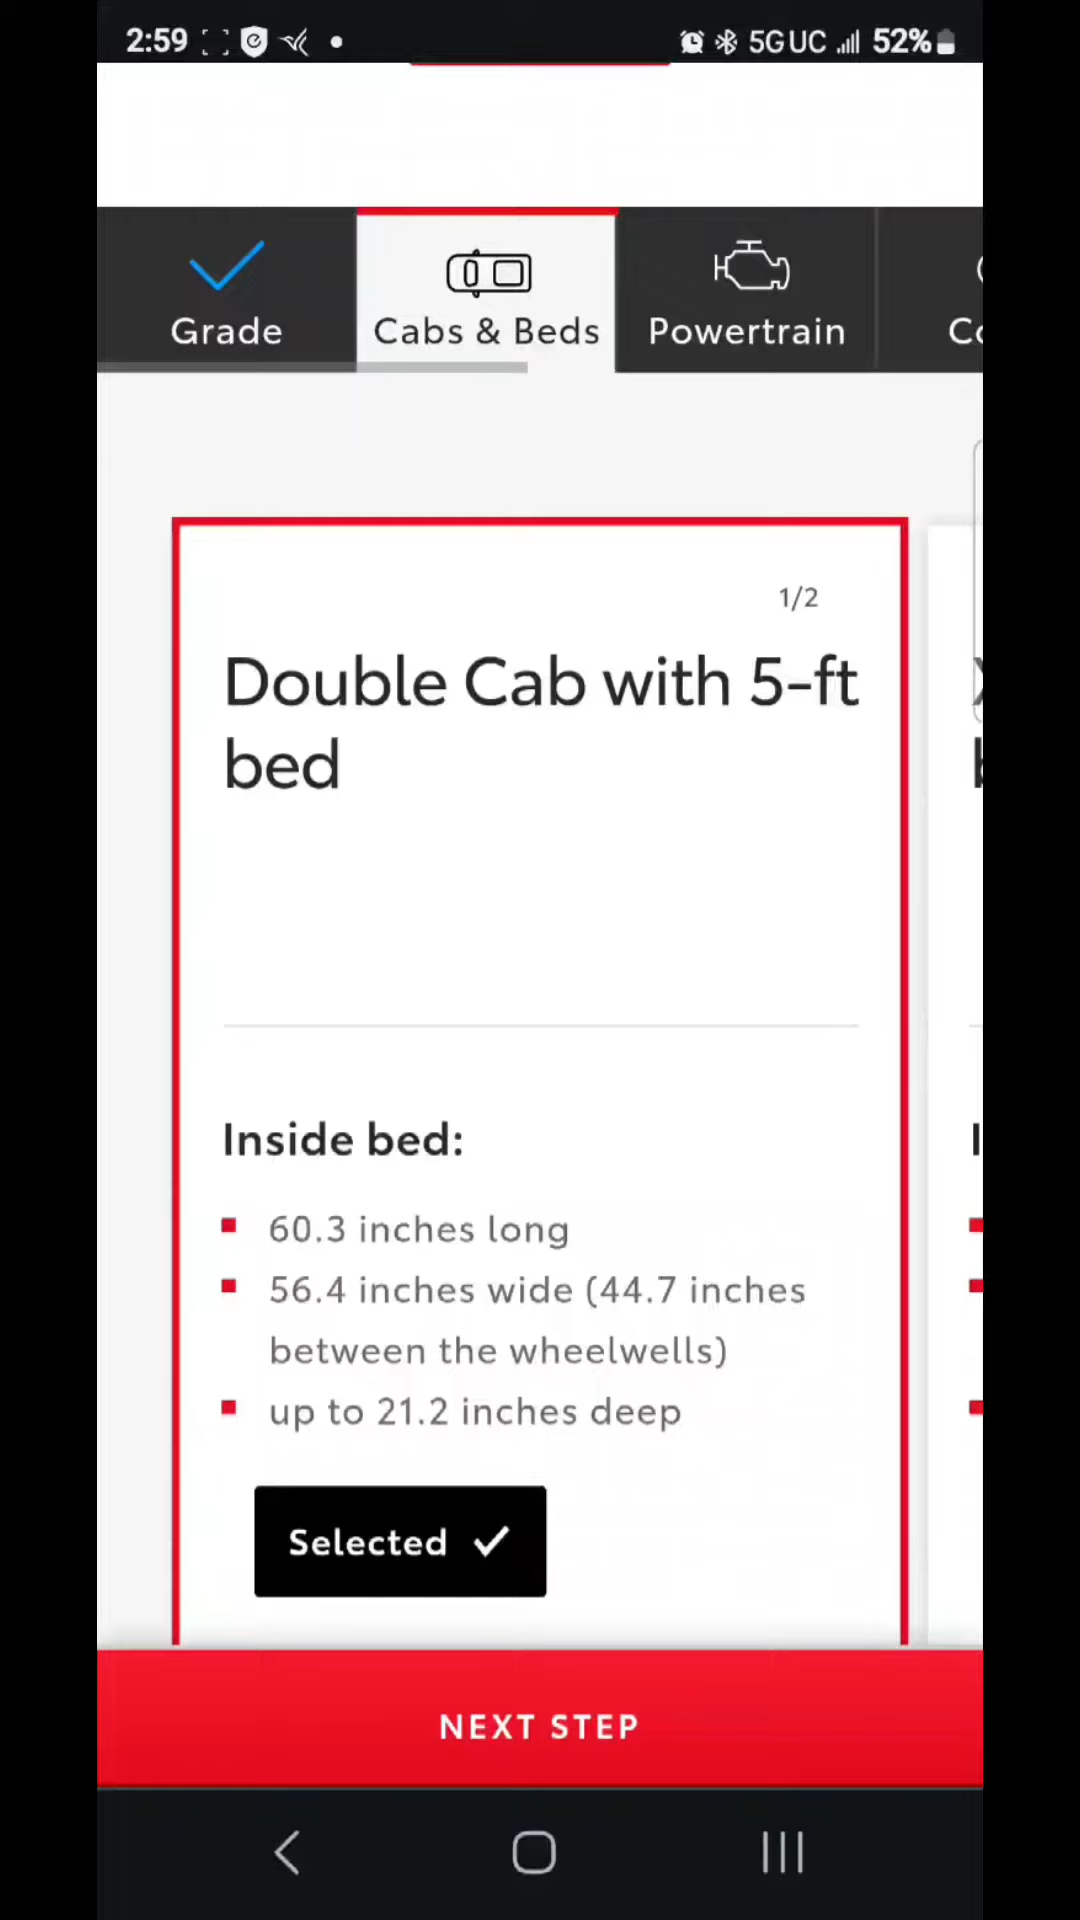 2:59 5G UC 52%
Grade Cabs & Beds Powertrain
1/2
Double Cab with 5-ft
bed
Inside bed:
60.3 inches long
56.4 inches wide (44.7 inches
between the wheelwells)
up to 21.2 inches deep
Selected
NEXT STEP